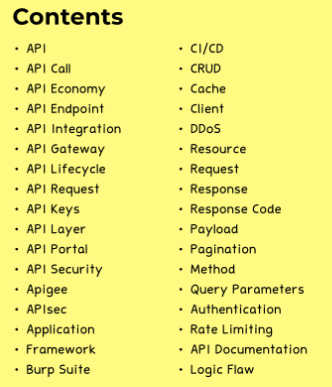 Contents
• API
• API Call
• API Economy
• API Endpoint
• API Integration
• API Gateway
• API Lifecycle
• API Request
• API Keys
• API Layer
• API Portal
• API Security
• Apigee
• APIsec
• Application
• Framework
• Burp Suite
• CI/CD
• CRUD
• Cache
• Client
• DDoS
• Resource
• Request
• Response
• Response Code
• Payload
• Pagination
• Method
• Query Parameters
• Authentication
• Rate Limiting
• API Documentation
• Logic Flaw